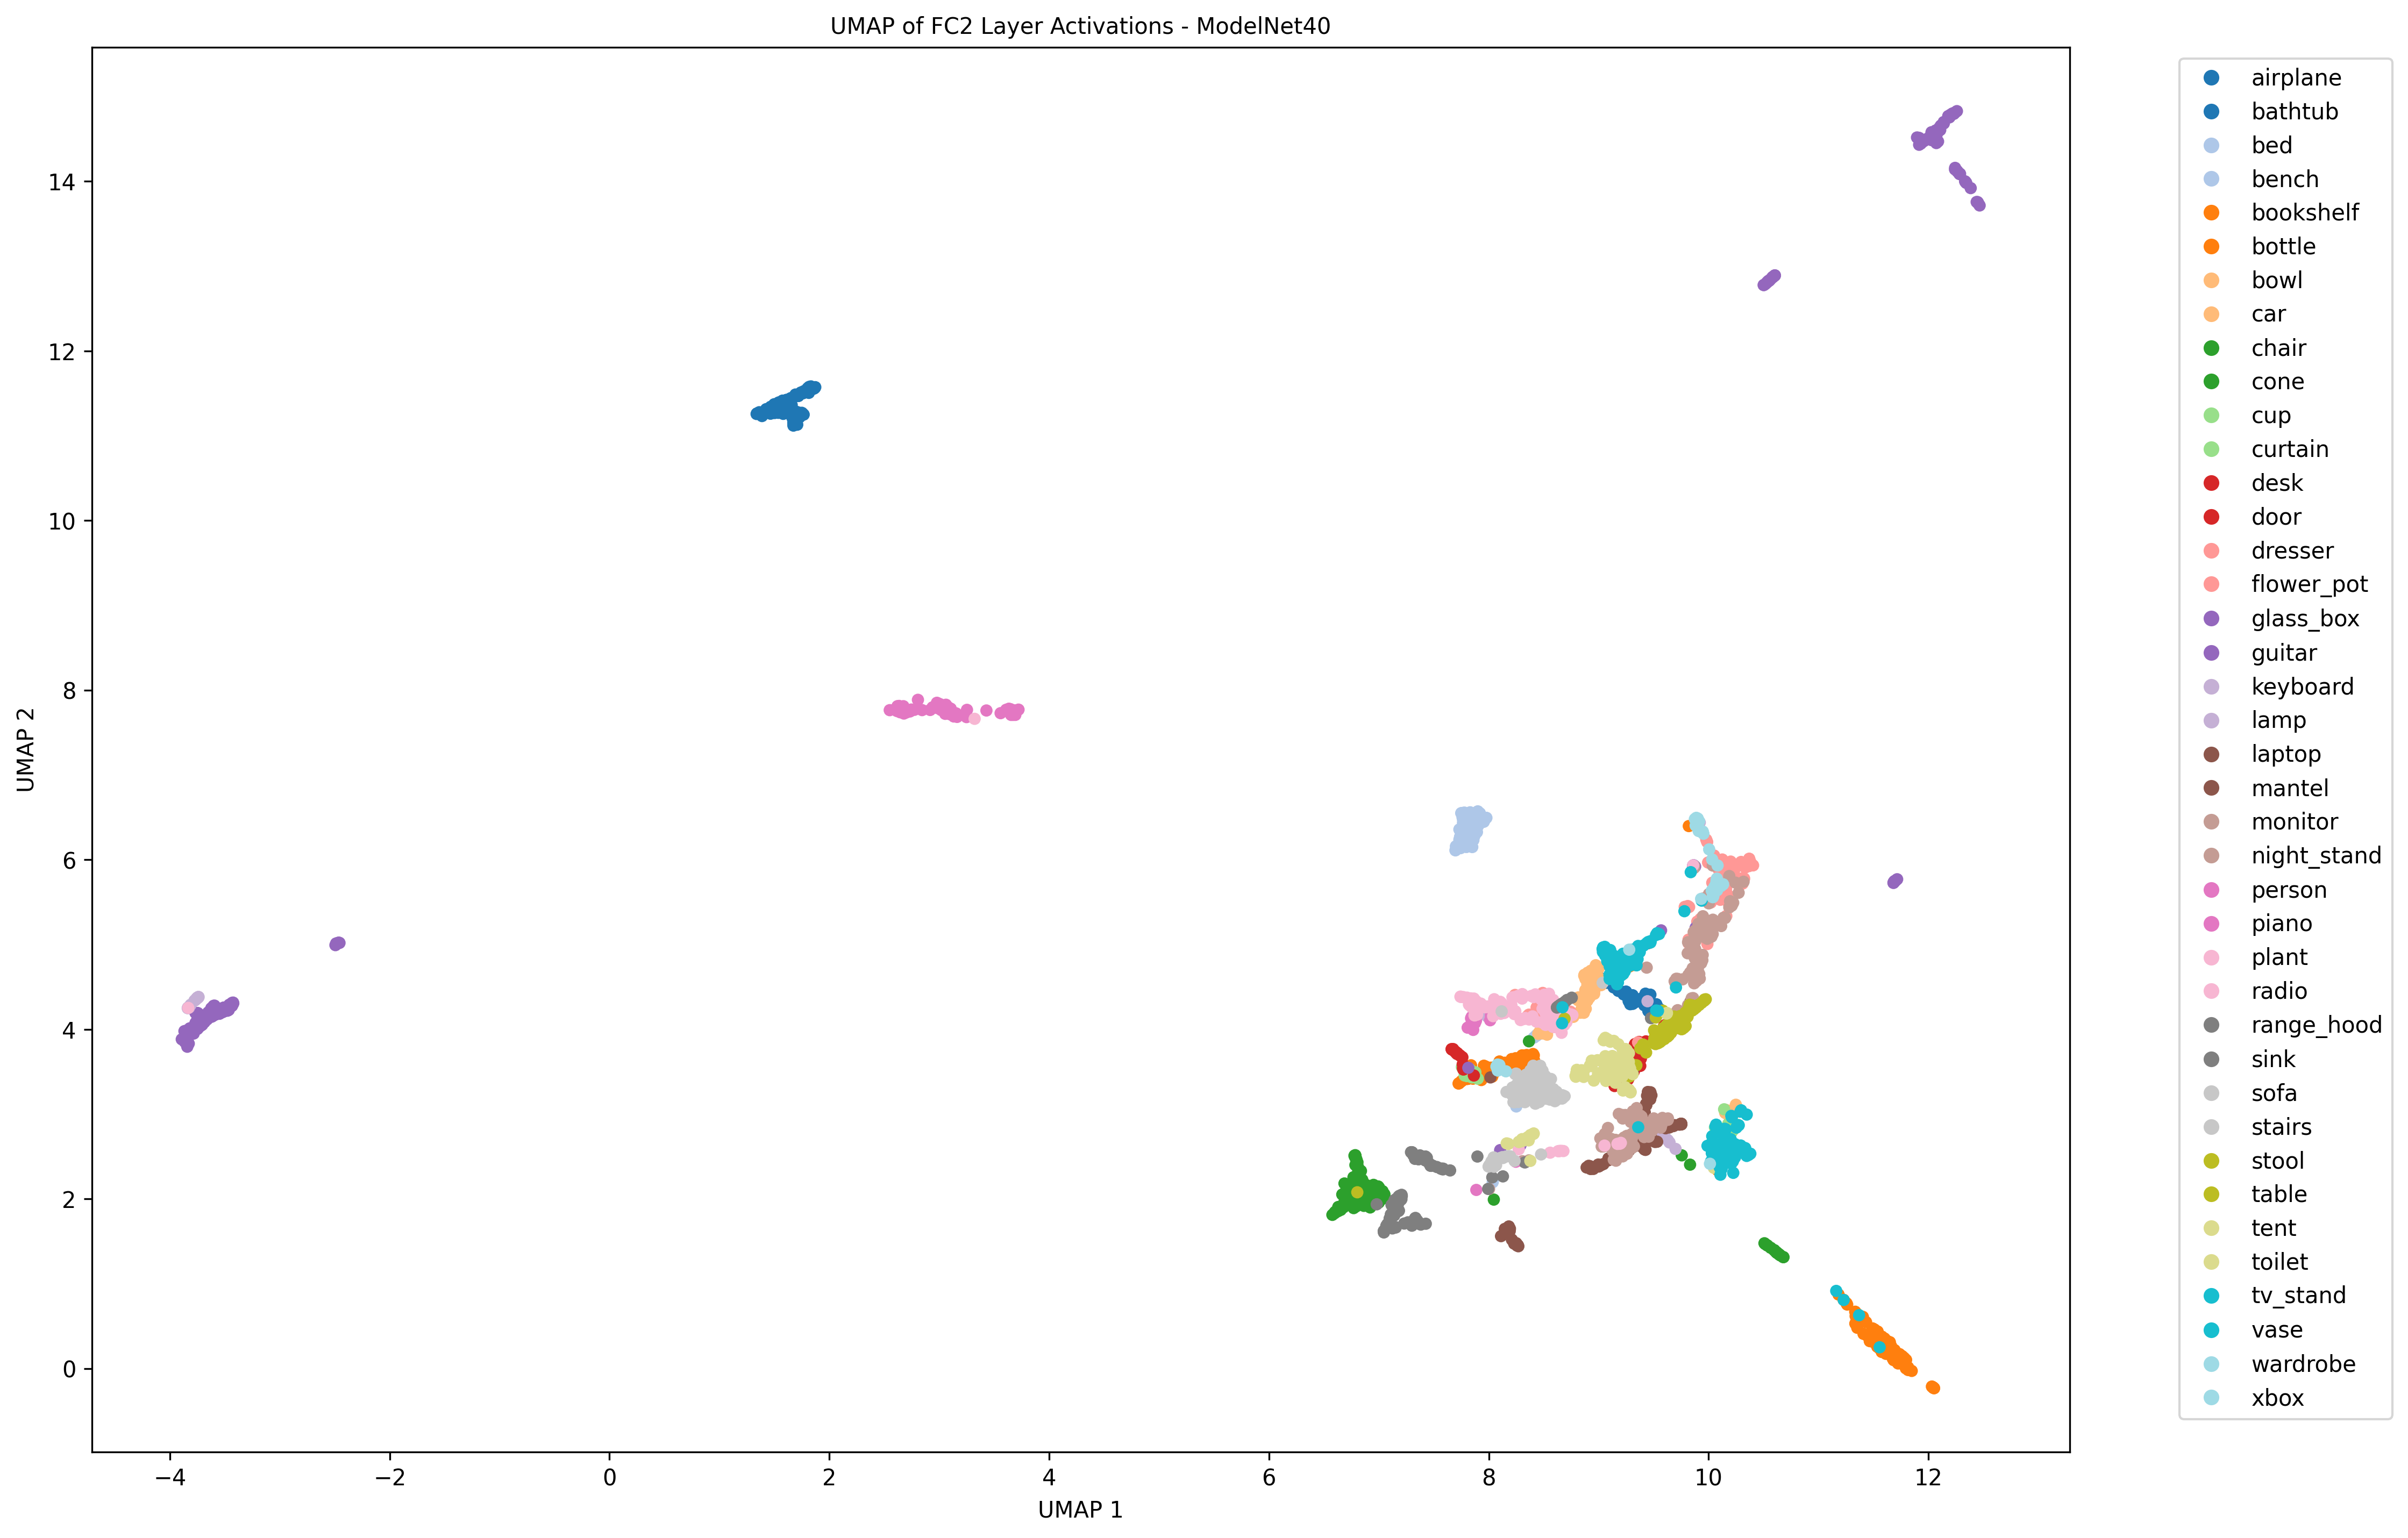 UMAP of FC2 Layer Activations - ModelNet40
14
12
10
8
6
4
2
0
UMAP 2
−4
−2
0
2
4
6
8
10
12
UMAP 1
airplane
bathtub
bed
bench
bookshelf
bottle
bowl
car
chair
cone
cup
curtain
desk
door
dresser
flower_pot
glass_box
guitar
keyboard
lamp
laptop
mantel
monitor
night_stand
person
piano
plant
radio
range_hood
sink
sofa
stairs
stool
table
tent
toilet
tv_stand
vase
wardrobe
xbox